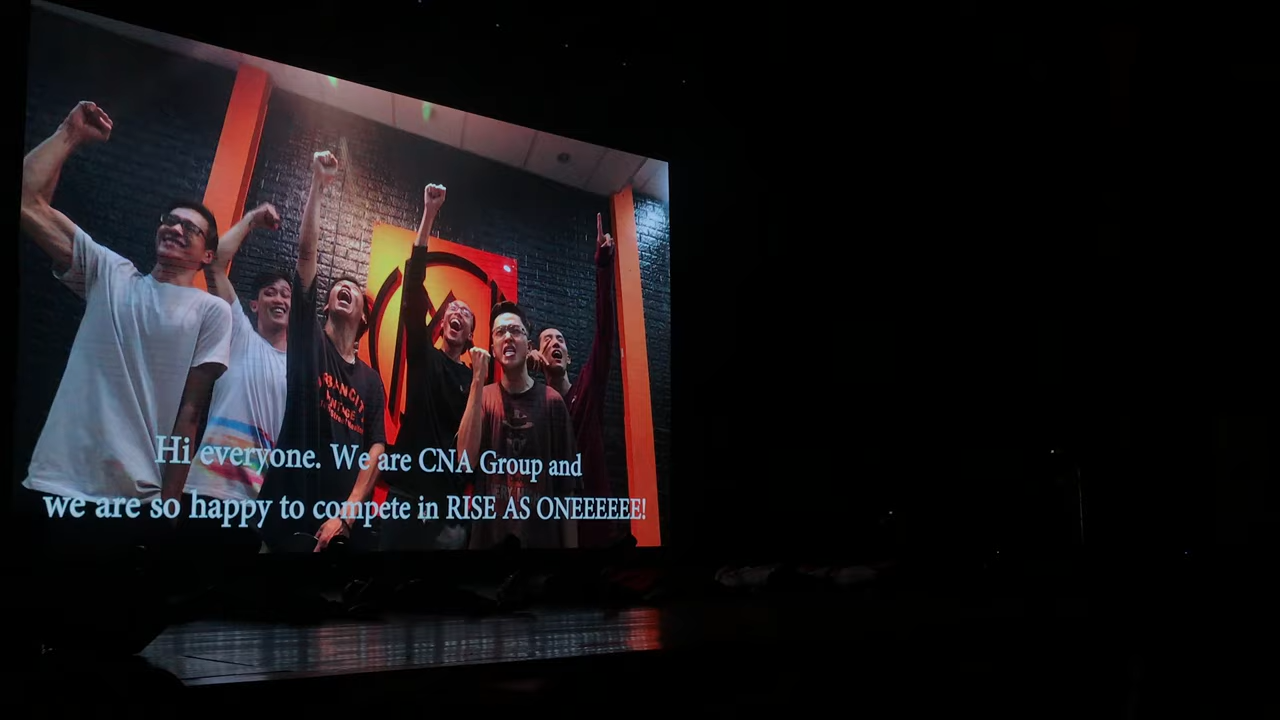 Hi everyone. We are CNA Group and
we are so happy to compete in RISE AS ONEEEEEE!